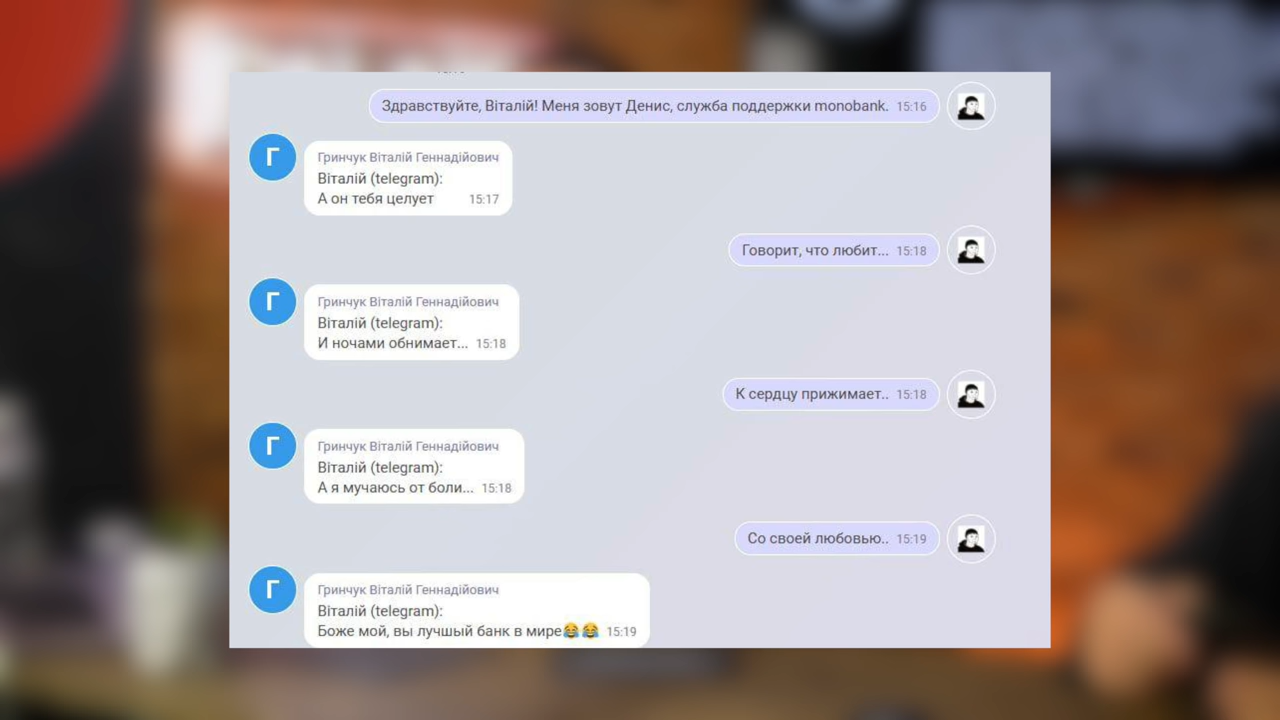 Здравствуйте, Віталій! Меня зовут Денис, служба поддержки monobank. 15:16
Г
Гринчук Віталій Геннадійович
Віталій (telegram):
А он тебя целует 15:17
Говорит, что любит... 15:18
Г
Гринчук Віталій Геннадійович
Віталій (telegram):
И ночами обнимает... 15:18
К сердцу прижимает.. 15:18
Г
Гринчук Віталій Геннадійович
Віталій (telegram):
А я мучаюсь от боли... 15:18
Со своей любовью.. 15:19
Г
Гринчук Віталій Геннадійович
Віталій (telegram):
Боже мой, вы лучшый банк в мире😂😂 15:19